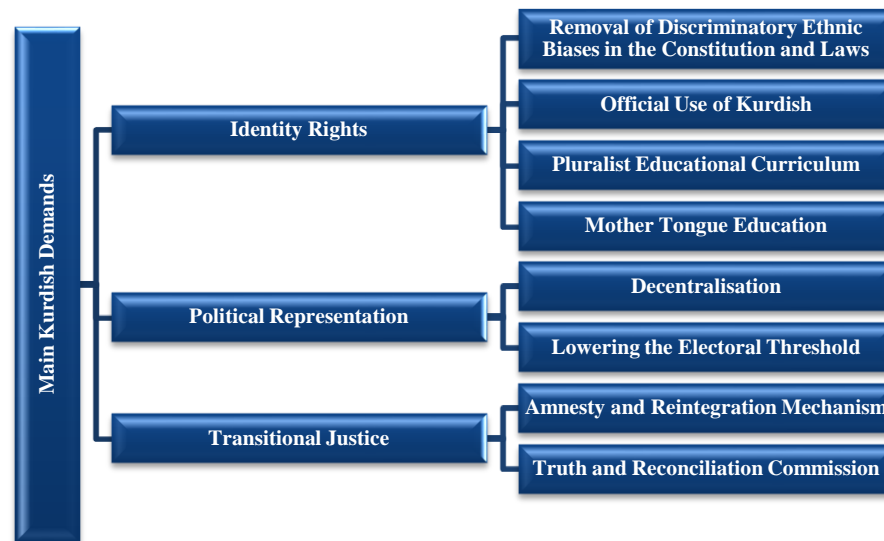 Main Kurdish Demands
Identity Rights
Removal of Discriminatory Ethnic
Biases in the Constitution and Laws
Official Use of Kurdish
Pluralist Educational Curriculum
Mother Tongue Education
Political Representation
Decentralisation
Lowering the Electoral Threshold
Transitional Justice
Amnesty and Reintegration Mechanism
Truth and Reconciliation Commission